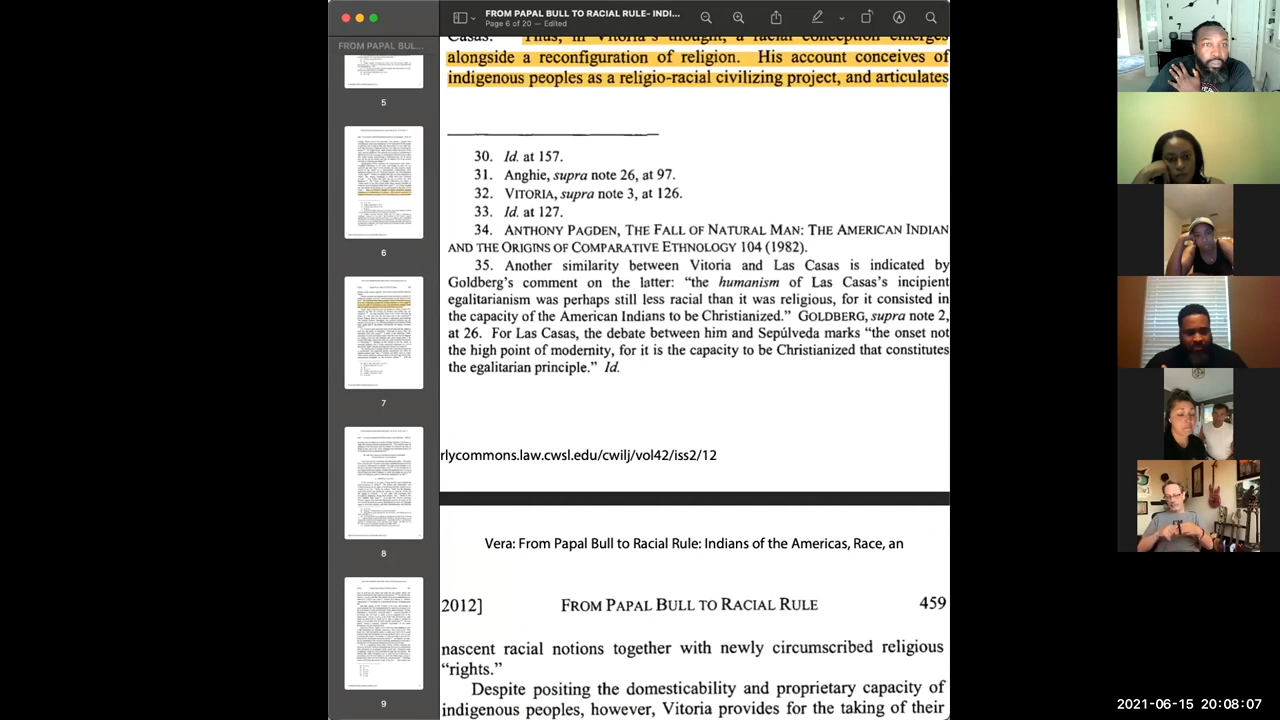 FROM PAPAL BULL TO RACIAL RULE- INDI...
Page 6 of 20 — Edited
FROM PAPAL BUL...
5
6
7
8
9
Casas. Thus, in Vitoria's thought, a racial conception emerges
alongside a reconfiguration of religion. His account conceives of
indigenous peoples as a religio-racial civilizing project, and articulates
30. Id. at 157.
31. Anghie, supra note 26, at 97.
32. VITORIA, supra note 21, at 126.
33. Id. at 127.
34. ANTHONY PAGDEN, THE FALL OF NATURAL MAN: THE AMERICAN INDIAN
AND THE ORIGINS OF COMPARATIVE ETHNOLOGY 104 (1982).
35. Another similarity between Vitoria and Las Casas is indicated by
Goldberg's comment on the latter: "the humanism of Las Casas's incipient
egalitarianism was perhaps still less racial than it was religious, for it consisted in
the capacity of the American Indian to be Christianized." GOLDBERG, supra note 2,
at 26. For Las Casas, the debate between him and Sepúlveda is "the onset not
the high point of modernity, for it is the capacity to be Christianized that constitutes
the egalitarian principle." Id.
rlycommons.law.cwsl.edu/cwilj/vol42/iss2/12
Vera: From Papal Bull to Racial Rule: Indians of the Americas, Race, an
2012] FROM PAPAL BULL TO RACIAL RULE 459
nascent racial notions together with newly circumscribed religious
"rights."
Despite positing the domesticability and proprietary capacity of
indigenous peoples, however, Vitoria provides for the taking of their
2021-06-15 20:08:07